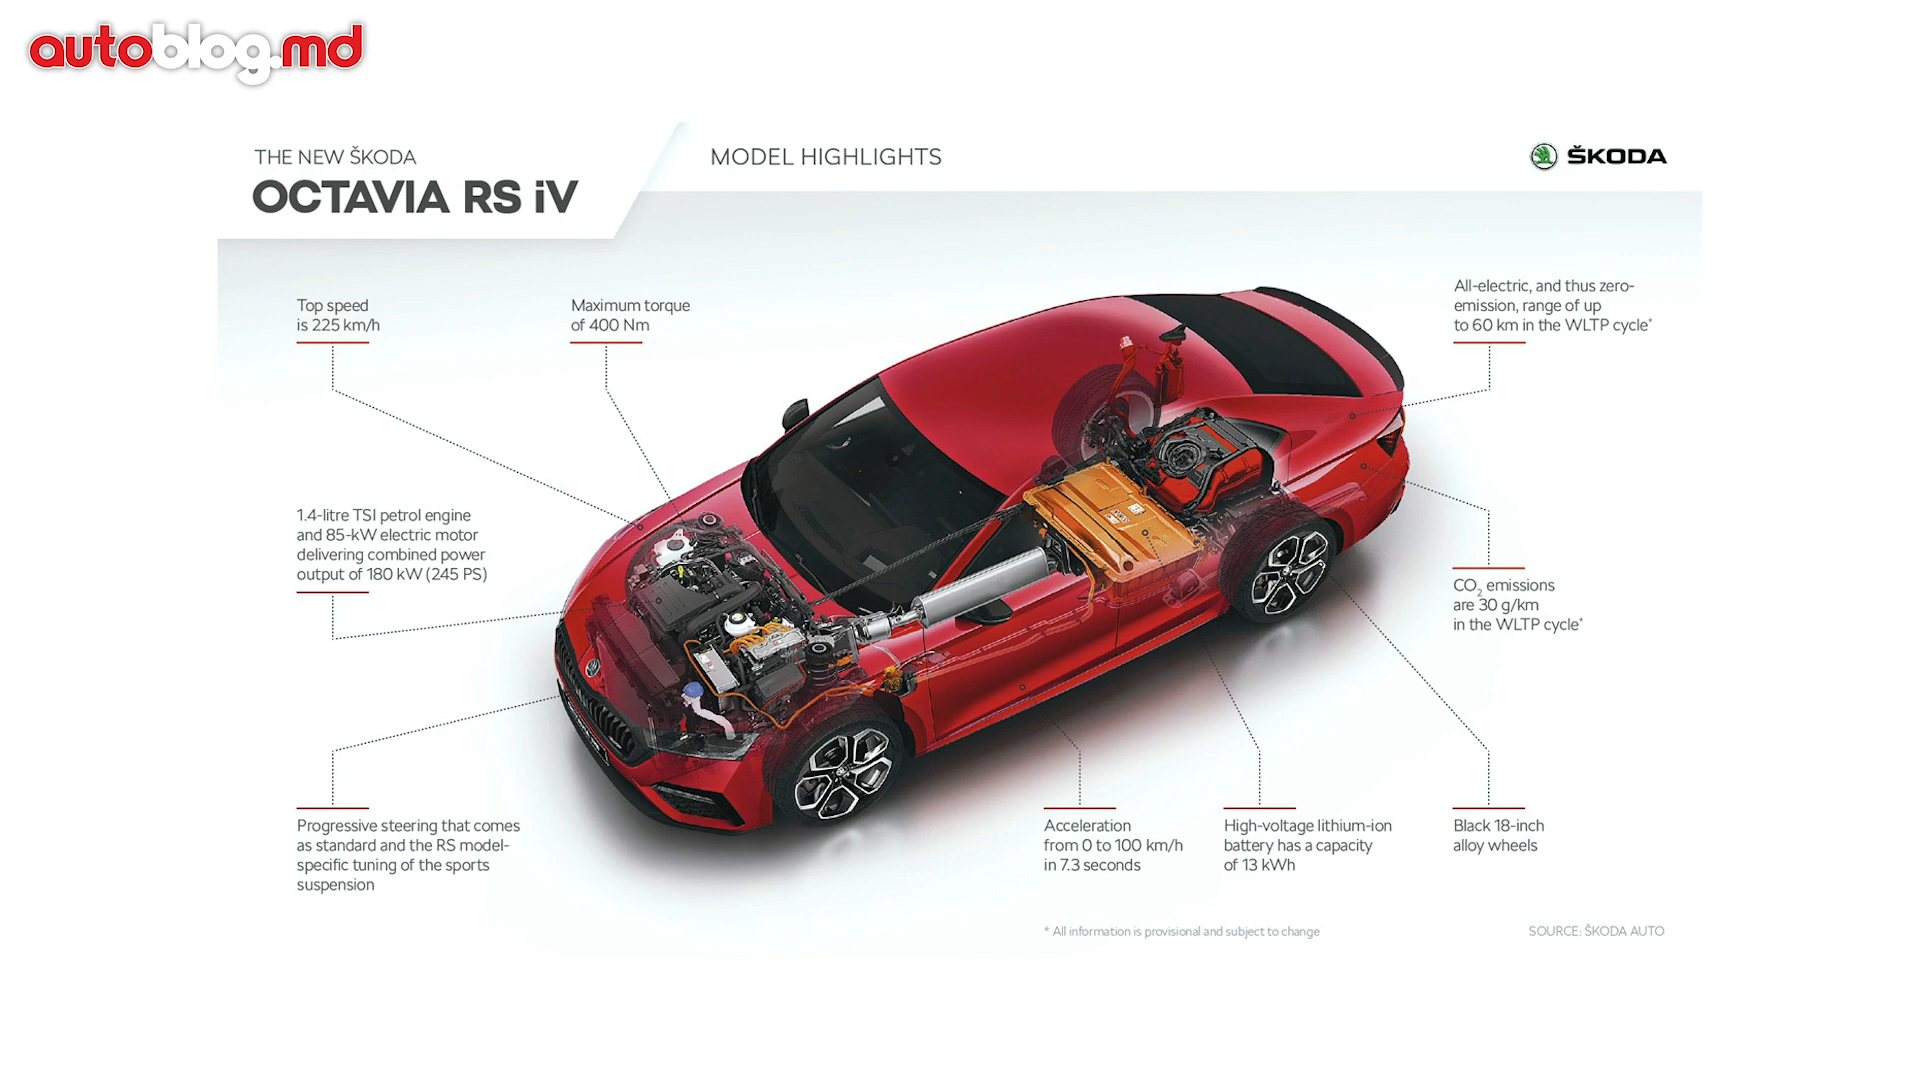 autoblog.md
THE NEW ŠKODA
OCTAVIA RS iV
MODEL HIGHLIGHTS
ŠKODA
Top speed
is 225 km/h
Maximum torque
of 400 Nm
All-electric, and thus zero-
emission, range of up
to 60 km in the WLTP cycle*
1.4-litre TSI petrol engine
and 85-kW electric motor
delivering combined power
output of 180 kW (245 PS)
CO₂ emissions
are 30 g/km
in the WLTP cycle*
Progressive steering that comes
as standard and the RS model-
specific tuning of the sports
suspension
Acceleration
from 0 to 100 km/h
in 7.3 seconds
High-voltage lithium-ion
battery has a capacity
of 13 kWh
Black 18-inch
alloy wheels
* All information is provisional and subject to change
SOURCE: ŠKODA AUTO